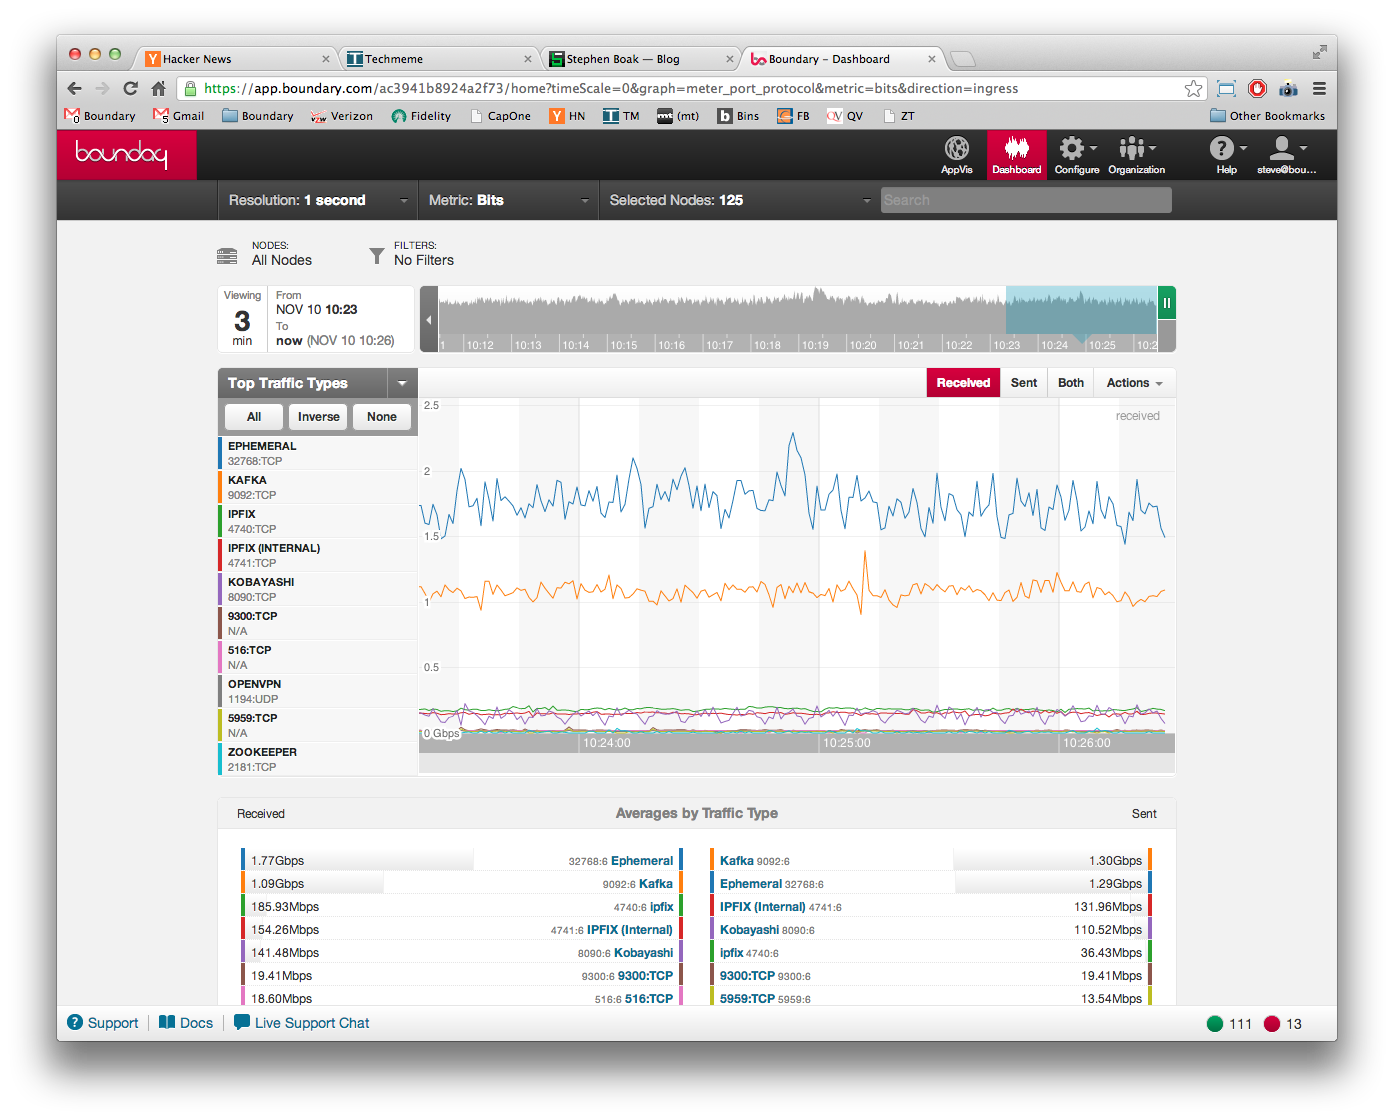 Hacker News
Techmeme
Stephen Boak — Blog
Boundary – Dashboard
https://app.boundary.com/ac3941b8924a2f73/home?timeScale=0&graph=meter_port_protocol&metric=bits&direction=ingress
Boundary
Gmail
Boundary
Verizon
Fidelity
CapOne
HN
TM
(mt)
Bins
FB
QV
ZT
Other Bookmarks
boundary
AppVis
Dashboard
Configure
Organization
Help
steve@bou...
Resolution: 1 second
Metric: Bits
Selected Nodes: 125
Search
NODES:
All Nodes
FILTERS:
No Filters
Viewing
3
min
From
NOV 10 10:23
To
now (NOV 10 10:26)
1 10:12 10:13 10:14 10:15 10:16 10:17 10:18 10:19 10:20 10:21 10:22 10:23 10:24 10:25 10:2
Top Traffic Types
Received Sent Both Actions
All Inverse None
EPHEMERAL
32768:TCP
KAFKA
9092:TCP
IPFIX
4740:TCP
IPFIX (INTERNAL)
4741:TCP
KOBAYASHI
8090:TCP
9300:TCP
N/A
516:TCP
N/A
OPENVPN
1194:UDP
5959:TCP
N/A
ZOOKEEPER
2181:TCP
received
2.5
2
1.5
1
0.5
0 Gbps
10:24:00 10:25:00 10:26:00
Received Averages by Traffic Type Sent
1.77Gbps 32768:6 Ephemeral
1.09Gbps 9092:6 Kafka
185.93Mbps 4740:6 ipfix
154.26Mbps 4741:6 IPFIX (Internal)
141.48Mbps 8090:6 Kobayashi
19.41Mbps 9300:6 9300:TCP
18.60Mbps 516:6 516:TCP
Kafka 9092:6 1.30Gbps
Ephemeral 32768:6 1.29Gbps
IPFIX (Internal) 4741:6 131.96Mbps
Kobayashi 8090:6 110.52Mbps
ipfix 4740:6 36.43Mbps
9300:TCP 9300:6 19.41Mbps
5959:TCP 5959:6 13.54Mbps
Support
Docs
Live Support Chat
111 13